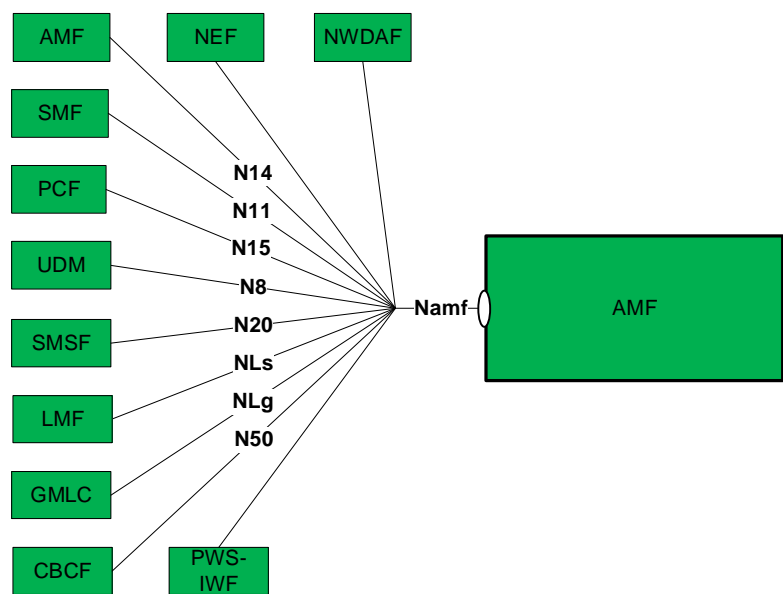 AMF
NEF
NWDAF
SMF
N14
PCF
N11
N15
UDM
N8
Namf
AMF
SMSF
N20
NLs
LMF
NLg
N50
GMLC
CBCF
PWS-
IWF